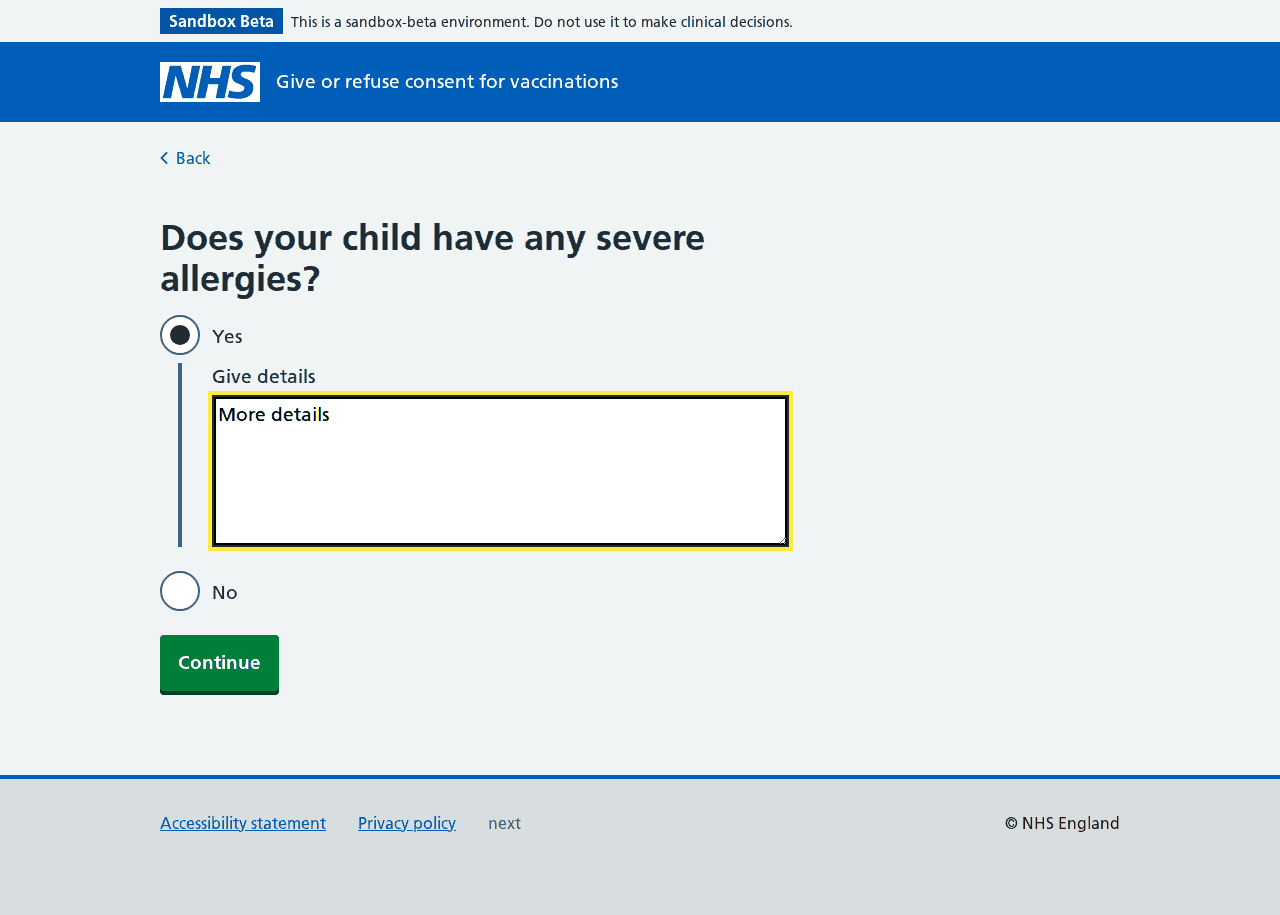 Sandbox Beta This is a sandbox-beta environment. Do not use it to make clinical decisions.
NHS Give or refuse consent for vaccinations
Back
Does your child have any severe
allergies?
Yes
Give details
More details
No
Continue
Accessibility statement Privacy policy next © NHS England